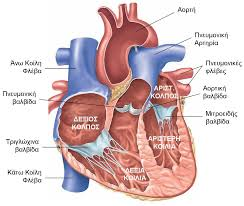 Αορτή
Πνευμονική
Αρτηρία
Άνω Κοίλη
Φλέβα
Πνευμονικές
φλέβες
Πνευμονική
βαλβίδα
ΑΡΙΣΤ.
ΚΟΛΠΟΣ
Αορτική
βαλβίδα
ΔΕΞΙΟΣ
ΚΟΛΠΟΣ
Μιτροειδής
βαλβίδα
ΑΡΙΣΤΕΡΗ
ΚΟΙΛΙΑ
Τριγλώχινα
βαλβίδα
Κάτω Κοίλη
Φλέβα
ΔΕΞΙΑ
ΚΟΙΛΙΑ